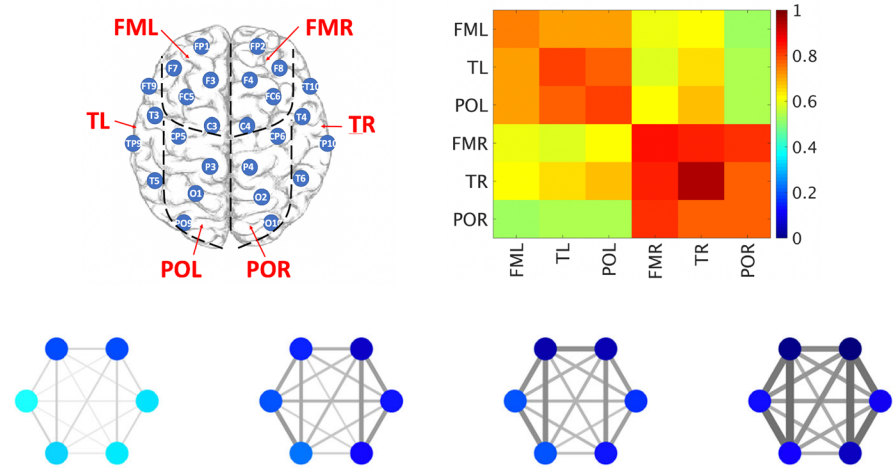 FML FMR
FP1 FP2
F7 F3 F4 F8
FT9 FC5 FC6 FT10
T3 C3 C4 T4
TL TR
TP9 CP5 CP6 TP10
P3 P4
T5 O1 O2 T6
PO9 O10
POL POR
FML
TL
POL
FMR
TR
POR
FML TL POL FMR TR POR
1
0.8
0.6
0.4
0.2
0